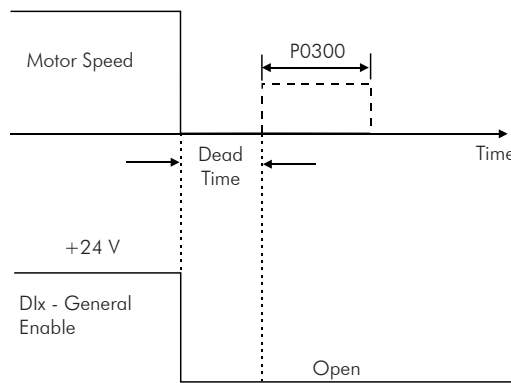 P0300
Motor Speed
Dead
Time
Time
+24 V
DIx - General
Enable
Open